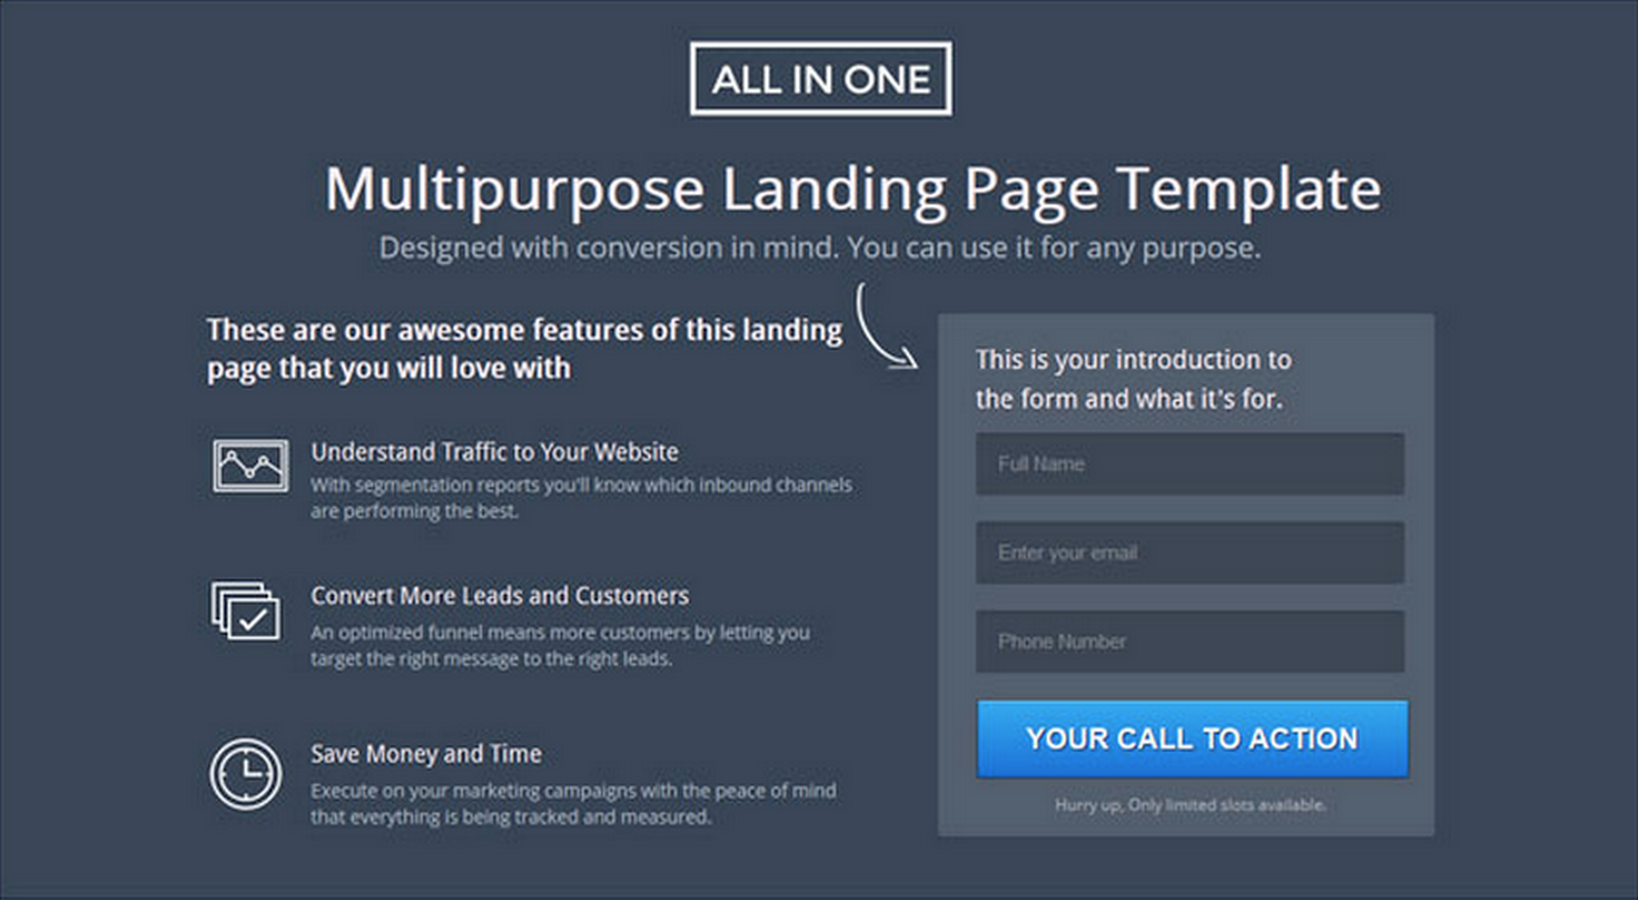 ALL IN ONE
Multipurpose Landing Page Template
Designed with conversion in mind. You can use it for any purpose.
These are our awesome features of this landing
page that you will love with
Understand Traffic to Your Website
With segmentation reports you'll know which inbound channels
are performing the best.
Convert More Leads and Customers
An optimized funnel means more customers by letting you
target the right message to the right leads.
Save Money and Time
Execute on your marketing campaigns with the peace of mind
that everything is being tracked and measured.
This is your introduction to
the form and what it's for.
Full Name
Enter your email
Phone Number
YOUR CALL TO ACTION
Hurry up, Only limited slots available.